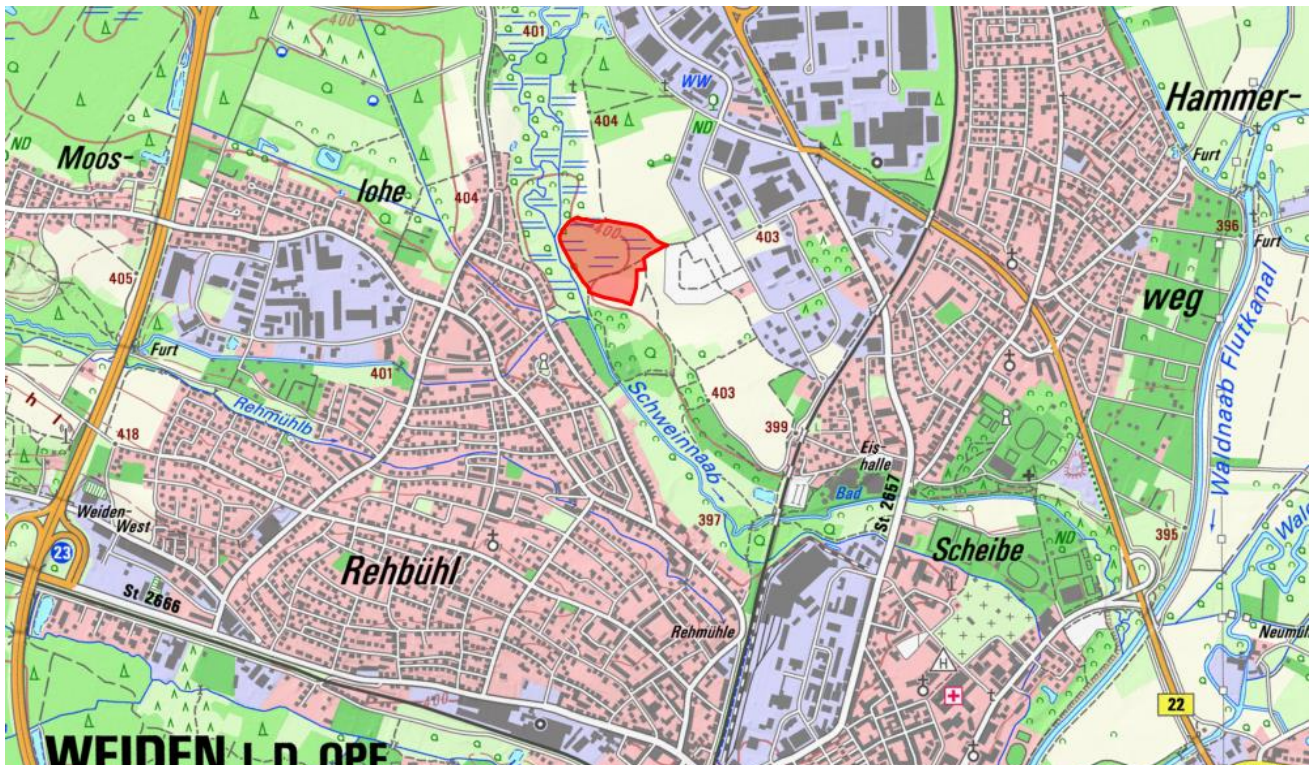 400
401
WW
404
ND
Hammer-
ND
Moos-
Furt
lohe
404
396
Furt
400
403
405
weg
Furt
401
Schweinnaab
403
Waldnaab Flutkanal
Rehmühlb
399
418
Eis
halle
Bad
St 2657
Weiden-
West
397
Scheibe
ND
395
23
Rehbühl
St 2666
Rehmühle
H
Neumüh
400
22
WEIDEN I. D. OPF.